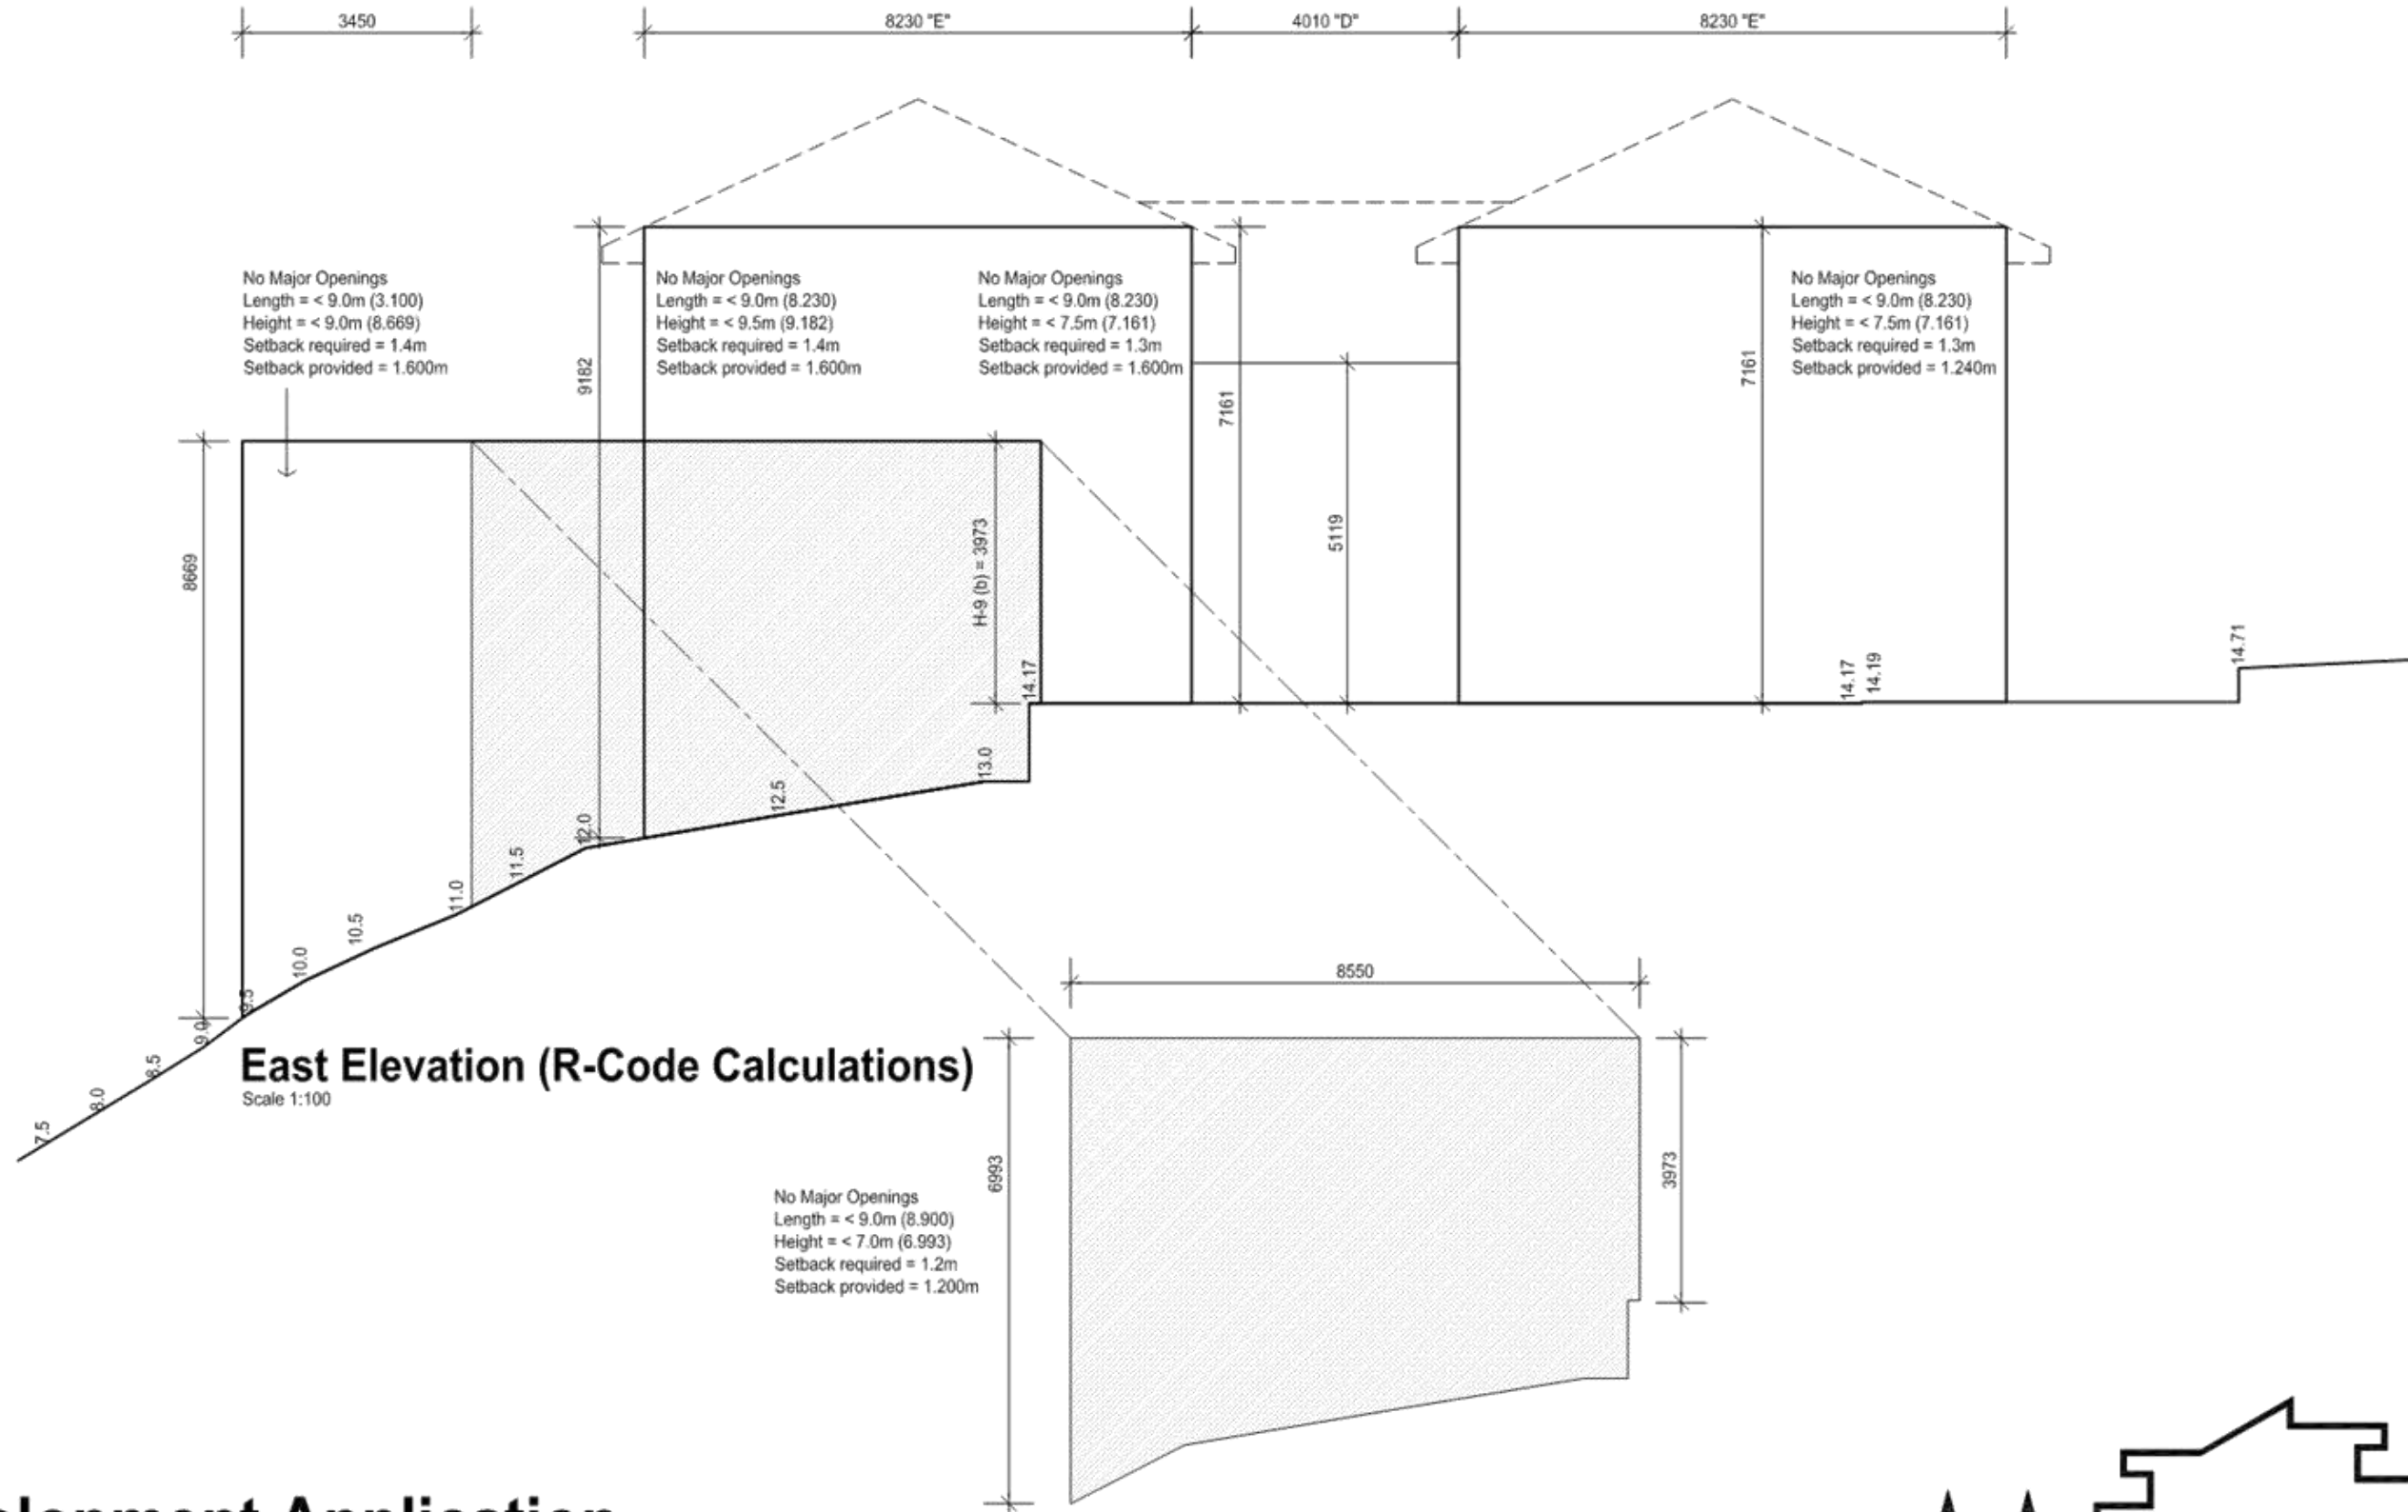 3450
8230 "E"
4010 "D"
8230 "E"
No Major Openings
Length = < 9.0m (3.100)
Height = < 9.0m (8.669)
Setback required = 1.4m
Setback provided = 1.600m
No Major Openings
Length = < 9.0m (8.230)
Height = < 9.5m (9.182)
Setback required = 1.4m
Setback provided = 1.600m
No Major Openings
Length = < 9.0m (8.230)
Height = < 7.5m (7.161)
Setback required = 1.3m
Setback provided = 1.600m
No Major Openings
Length = < 9.0m (8.230)
Height = < 7.5m (7.161)
Setback required = 1.3m
Setback provided = 1.240m
9182
7161
7161
8669
H-9 (b) = 3973
5119
14.17
14.17
14.19
14.71
13.0
12.5
12.0
11.5
11.0
10.5
10.0
9.5
9.0
8.5
8.0
7.5
East Elevation (R-Code Calculations)
Scale 1:100
8550
6993
3973
No Major Openings
Length = < 9.0m (8.900)
Height = < 7.0m (6.993)
Setback required = 1.2m
Setback provided = 1.200m
Application